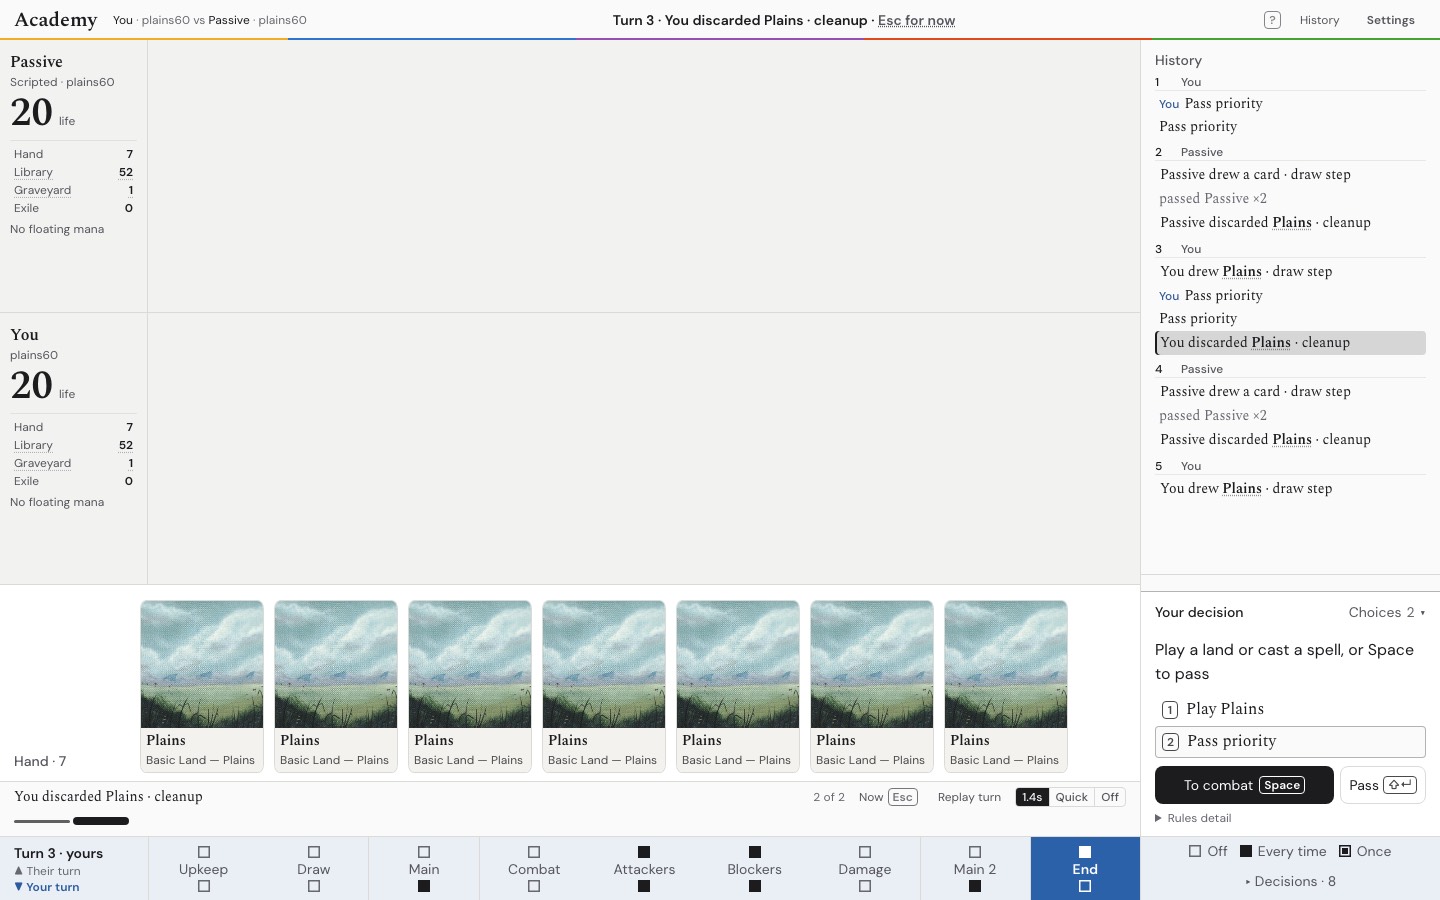 Academy You · plains60 vs Passive · plains60 Turn 3 · You discarded Plains · cleanup · Esc for now ? History Settings
Passive
Scripted · plains60
20 life
Hand 7
Library 52
Graveyard 1
Exile 0
No floating mana
You
plains60
20 life
Hand 7
Library 52
Graveyard 1
Exile 0
No floating mana
History
1 You
You Pass priority
Pass priority
2 Passive
Passive drew a card · draw step
passed Passive ×2
Passive discarded Plains · cleanup
3 You
You drew Plains · draw step
You Pass priority
Pass priority
You discarded Plains · cleanup
4 Passive
Passive drew a card · draw step
passed Passive ×2
Passive discarded Plains · cleanup
5 You
You drew Plains · draw step
Your decision Choices 2 ▾
Play a land or cast a spell, or Space
to pass
1 Play Plains
2 Pass priority
To combat Space Pass ⇧↵
▶ Rules detail
Hand · 7
Plains Plains Plains Plains Plains Plains Plains
Basic Land — Plains Basic Land — Plains Basic Land — Plains Basic Land — Plains Basic Land — Plains Basic Land — Plains Basic Land — Plains
You discarded Plains · cleanup 2 of 2 Now Esc Replay turn 1.4s Quick Off
Turn 3 · yours
▲ Their turn
▼ Your turn
Upkeep Draw Main Combat Attackers Blockers Damage Main 2 End
Off Every time Once
▸ Decisions · 8